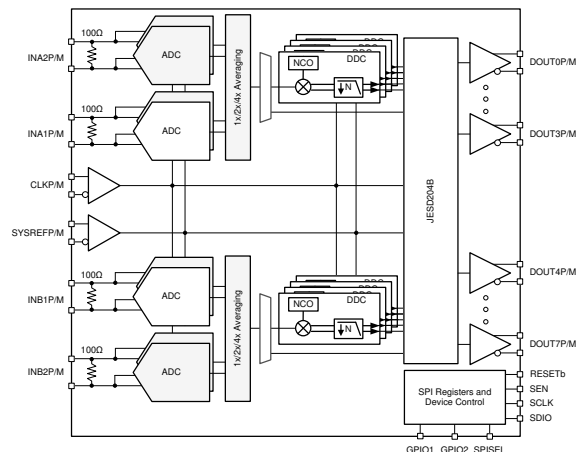 100Ω
INA2P/M
ADC
100Ω
INA1P/M
ADC
1x/2x/4x Averaging
DDC
NCO
N
JESD204B
DOUT0P/M
DOUT3P/M
CLKP/M
SYSREFP/M
100Ω
INB1P/M
ADC
100Ω
INB2P/M
ADC
1x/2x/4x Averaging
DDC
NCO
N
DOUT4P/M
DOUT7P/M
SPI Registers and
Device Control
RESETb
SEN
SCLK
SDIO
GPIO1 GPIO2 SPISEL